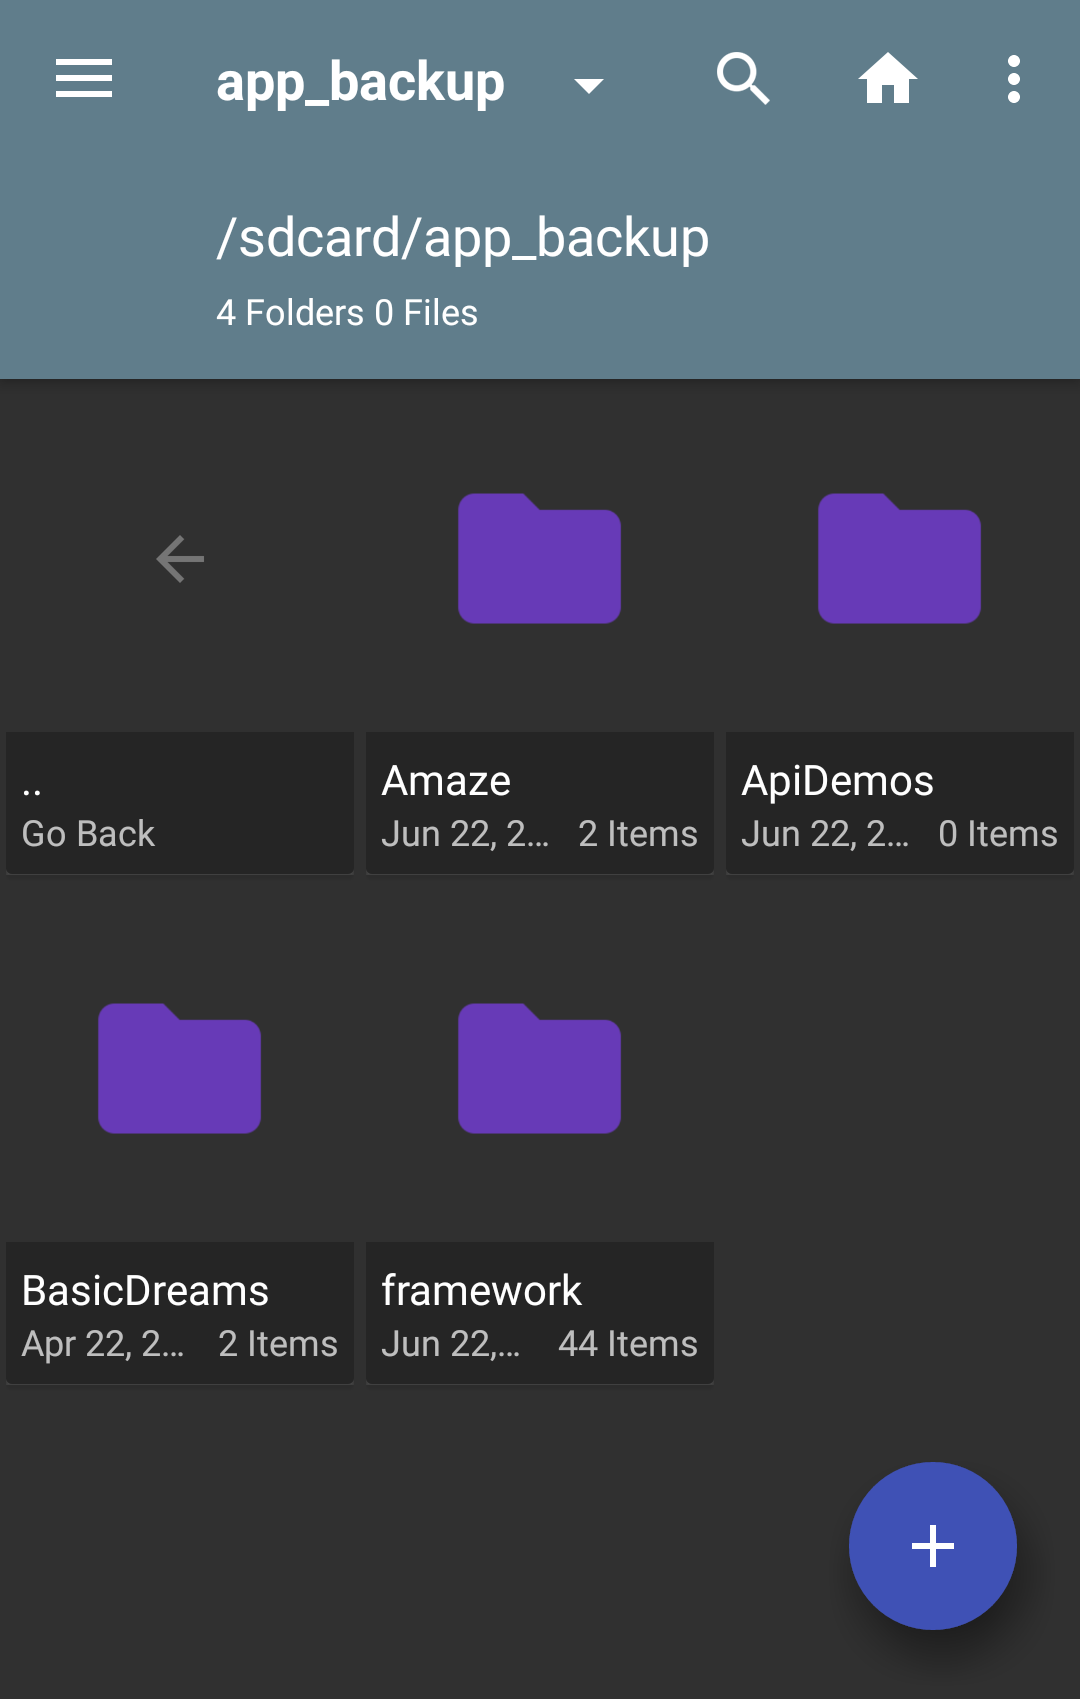 app_backup
/sdcard/app_backup
4 Folders 0 Files
..
Go Back
Amaze
Jun 22, 2... 2 Items
ApiDemos
Jun 22, 2... 0 Items
BasicDreams
Apr 22, 2... 2 Items
framework
Jun 22,... 44 Items